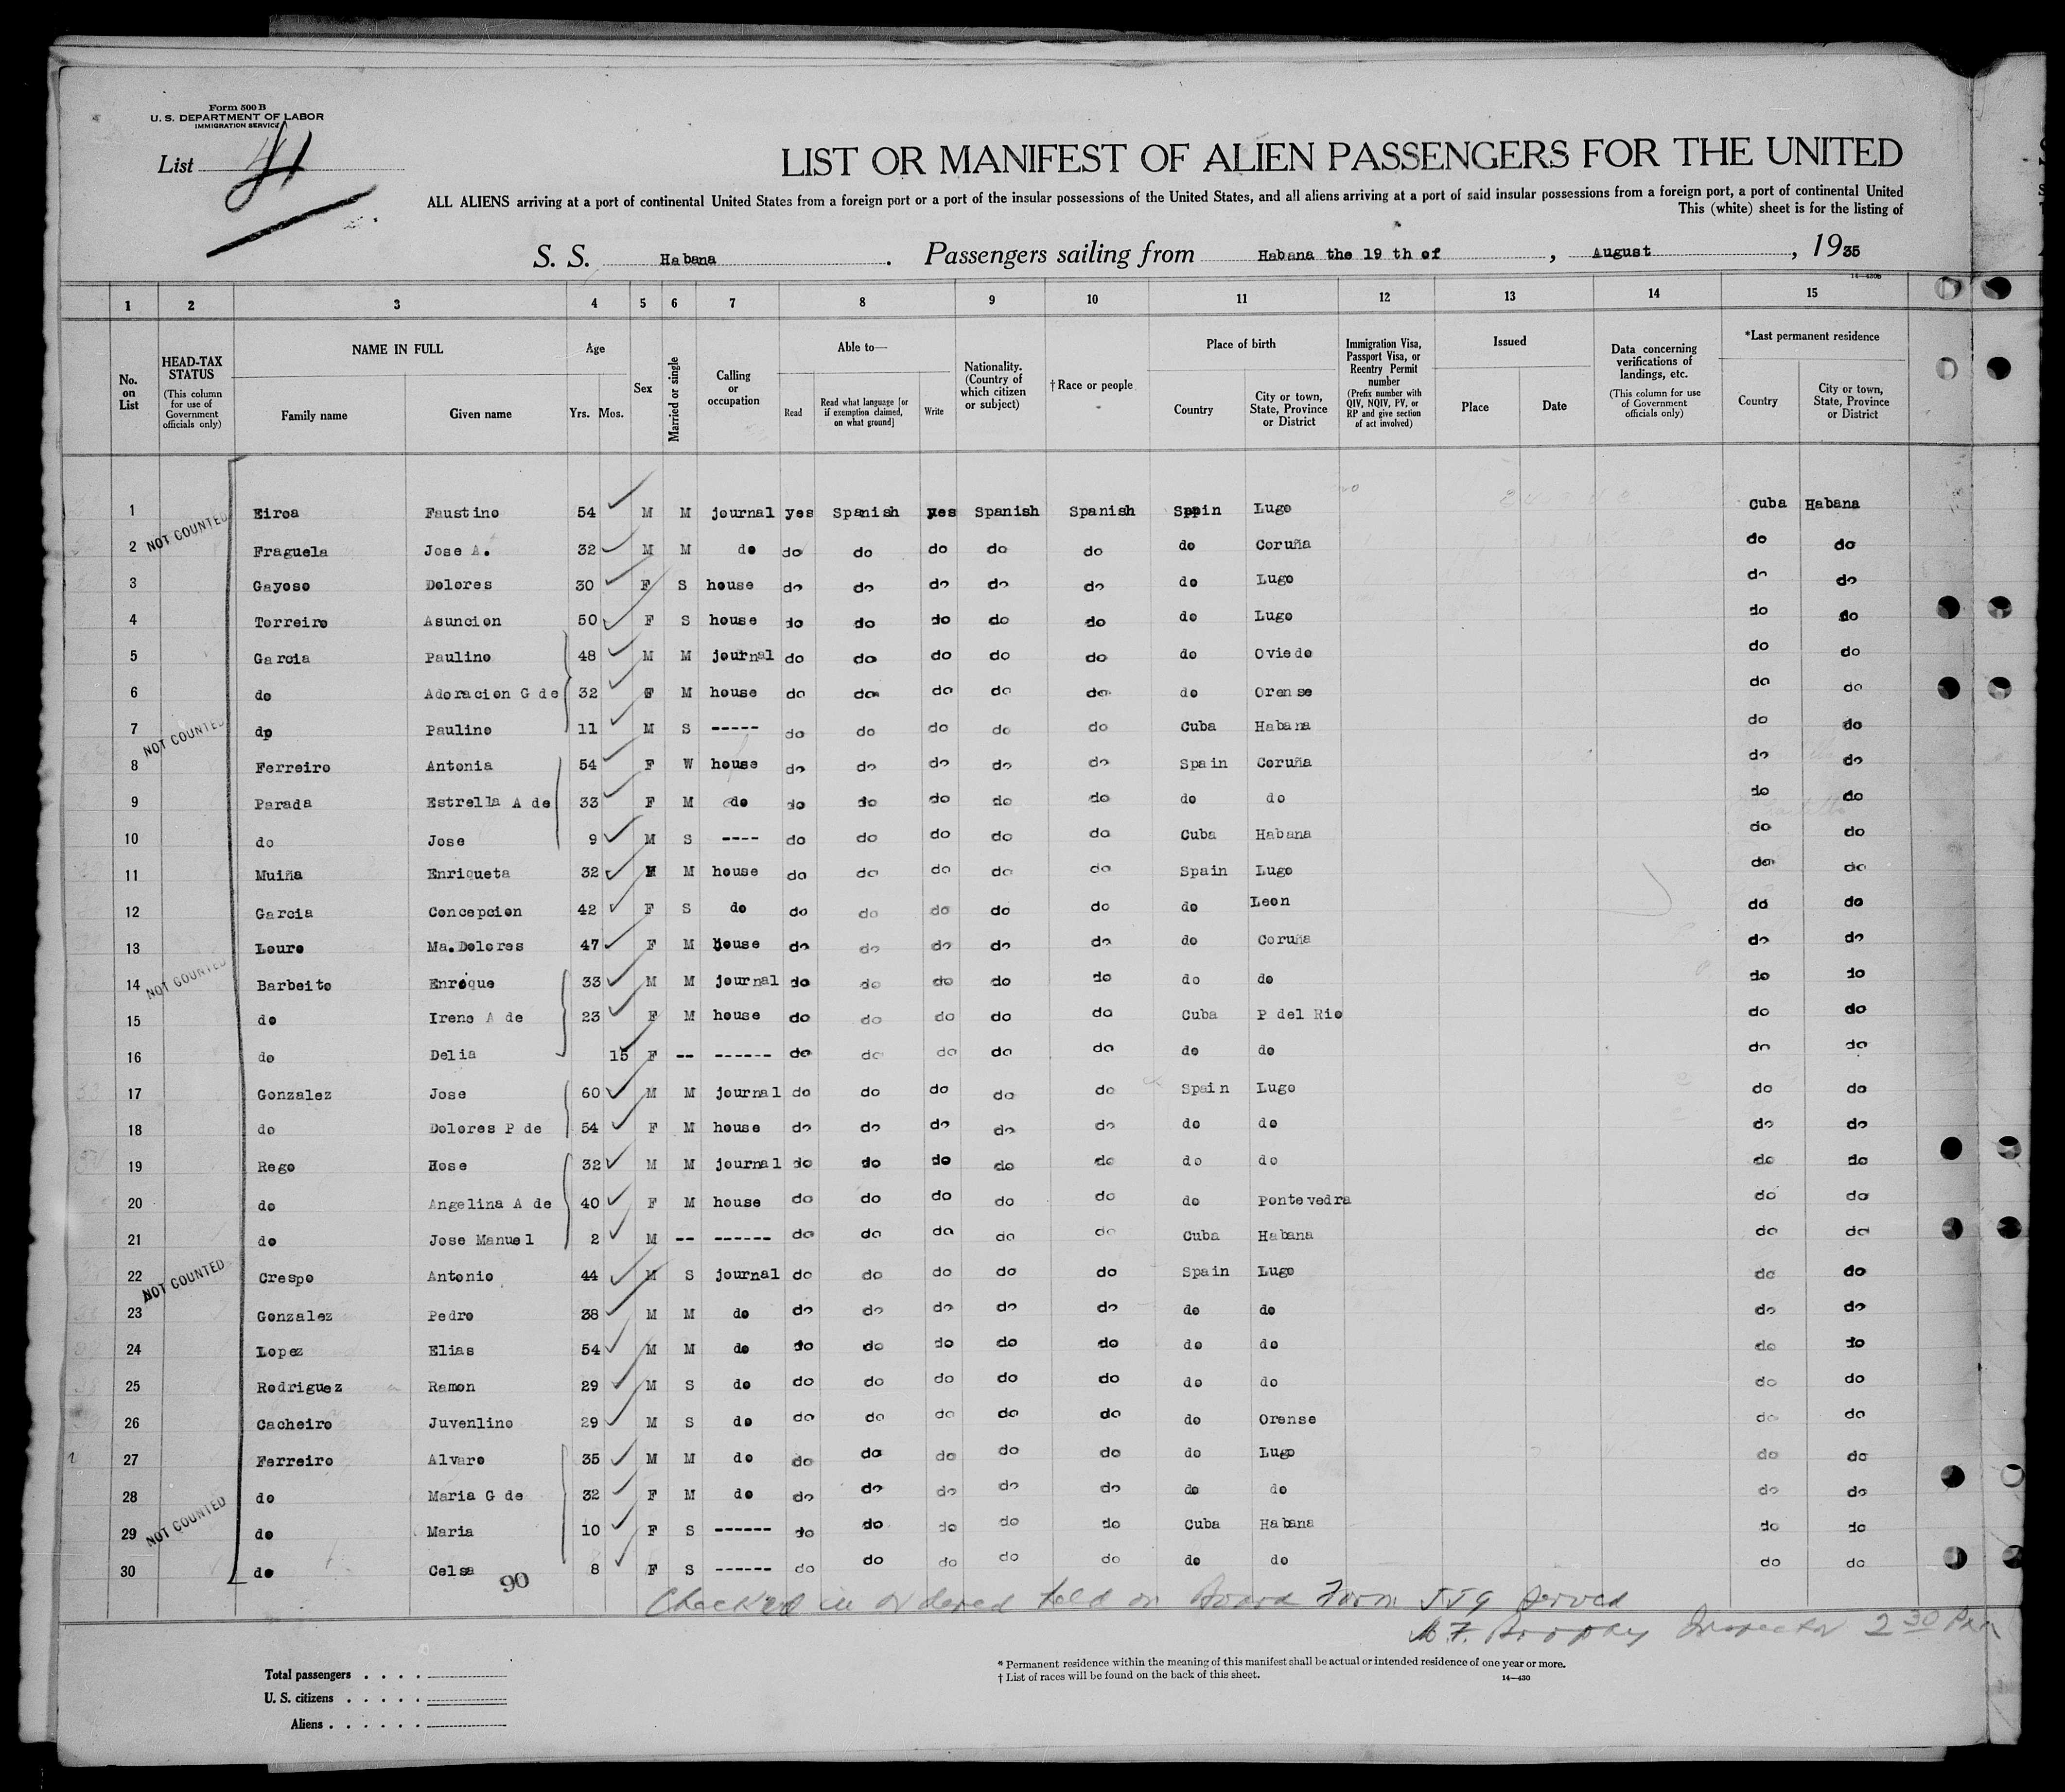 Form 500 B
U. S. DEPARTMENT OF LABOR
IMMIGRATION SERVICE
List 41
LIST OR MANIFEST OF ALIEN PASSENGERS FOR THE UNITED
ALL ALIENS arriving at a port of continental United States from a foreign port or a port of the insular possessions of the United States, and all aliens arriving at a port of said insular possessions from a foreign port, a port of continental United
This (white) sheet is for the listing of
S. S. Habana . Passengers sailing from Habana the 19 th of , August , 1935
14—430b
1 2 3 4 5 6 7 8 9 10 11 12 13 14 15
No. on List
HEAD-TAX STATUS (This column for use of Government officials only)
NAME IN FULL Family name Given name
Age Yrs. Mos.
Sex
Married or single
Calling or occupation
Able to— Read Read what language [or if exemption claimed, on what ground] Write
Nationality. (Country of which citizen or subject)
†Race or people
Place of birth Country City or town, State, Province or District
Immigration Visa, Passport Visa, or Reentry Permit number (Prefix number with QIV, NQIV, PV, or RP and give section of act involved)
Issued Place Date
Data concerning verifications of landings, etc. (This column for use of Government officials only)
*Last permanent residence Country City or town, State, Province or District
1 Eiroa Faustino 54 M M journal yes Spanish yes Spanish Spanish Spain Lugo Cuba Habana
NOT COUNTED
2 Fraguela Jose A. 32 M M do do do do do do do Coruña do do
3 Gayoso Dolores 30 F S house do do do do do do Lugo do do
4 Torreiro Asuncion 50 F S house do do do do do do Lugo do do
5 Garcia Paulino 48 M M journal do do do do do do Oviedo do do
6 do Adoracion G de 32 F M house do do do do do do Orense do do
7 dp Paulino 11 M S ----- do do do do do Cuba Habana do do
NOT COUNTED
8 Ferreiro Antonia 54 F W house do do do do do Spain Coruña do do
9 Parada Estrella A de 33 F M do do do do do do do do do do
10 do Jose 9 M S ---- do do do do do Cuba Habana do do
11 Muiña Enriqueta 32 M M house do do do do do Spain Lugo do do
12 Garcia Concepcion 42 F S do do do do do do do Leon do do
13 Louro Ma.Dolores 47 F M House do do do do do do Coruña do do
NOT COUNTED
14 Barbeito Enrique 33 M M journal do do do do do do do do do
15 do Irene A de 23 F M house do do do do do Cuba P del Rio do do
16 do Delia 15 F -- ------ do do do do do do do do do
17 Gonzalez Jose 60 M M journal do do do do do Spain Lugo do do
18 do Dolores P de 54 F M house do do do do do do do do do
19 Rego Hose 32 M M journal do do do do do do do do do
20 do Angelina A de 40 F M house do do do do do do Pontevedra do do
21 do Jose Manuel 2 M -- ------ do do do do do Cuba Habana do do
22 Crespo Antonio 44 M S journal do do do do do Spain Lugo do do
NOT COUNTED
23 Gonzalez Pedro 38 M M do do do do do do do do do do
24 Lopez Elias 54 M M do do do do do do do do do do
25 Rodriguez Ramon 29 M S do do do do do do do do do do
26 Cacheiro Juvenlino 29 M S do do do do do do do Orense do do
27 Ferreiro Alvaro 35 M M do do do do do do do Lugo do do
28 do Maria G de 32 F M do do do do do do do do do do
NOT COUNTED
29 do Maria 10 F S ------ do do do do do Cuba Habana do do
30 do Celsa 8 F S ------ do do do do do do do do do
90
Checked in ordered held on Board Form served
Inspector 2 30 PM
* Permanent residence within the meaning of this manifest shall be actual or intended residence of one year or more.
† List of races will be found on the back of this sheet.
14—430
Total passengers . . . .
U. S. citizens . . . . .
Aliens . . . . . .